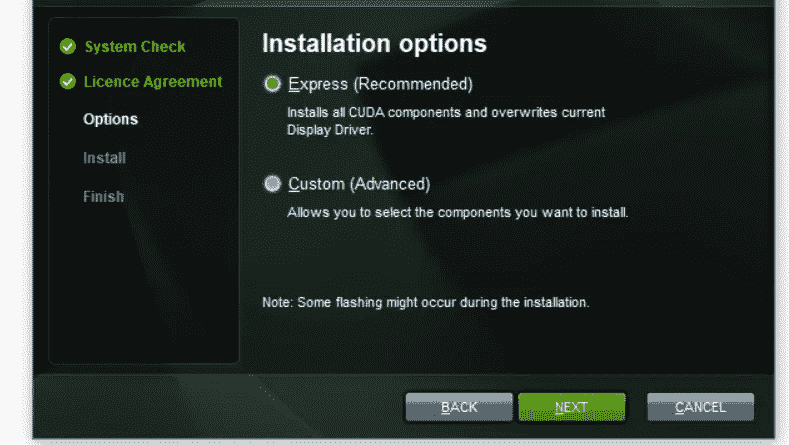 System Check
Licence Agreement
Options
Install
Finish
Installation options
Express (Recommended)
Installs all CUDA components and overwrites current
Display Driver.
Custom (Advanced)
Allows you to select the components you want to install.
Note: Some flashing might occur during the installation.
BACK
NEXT
CANCEL